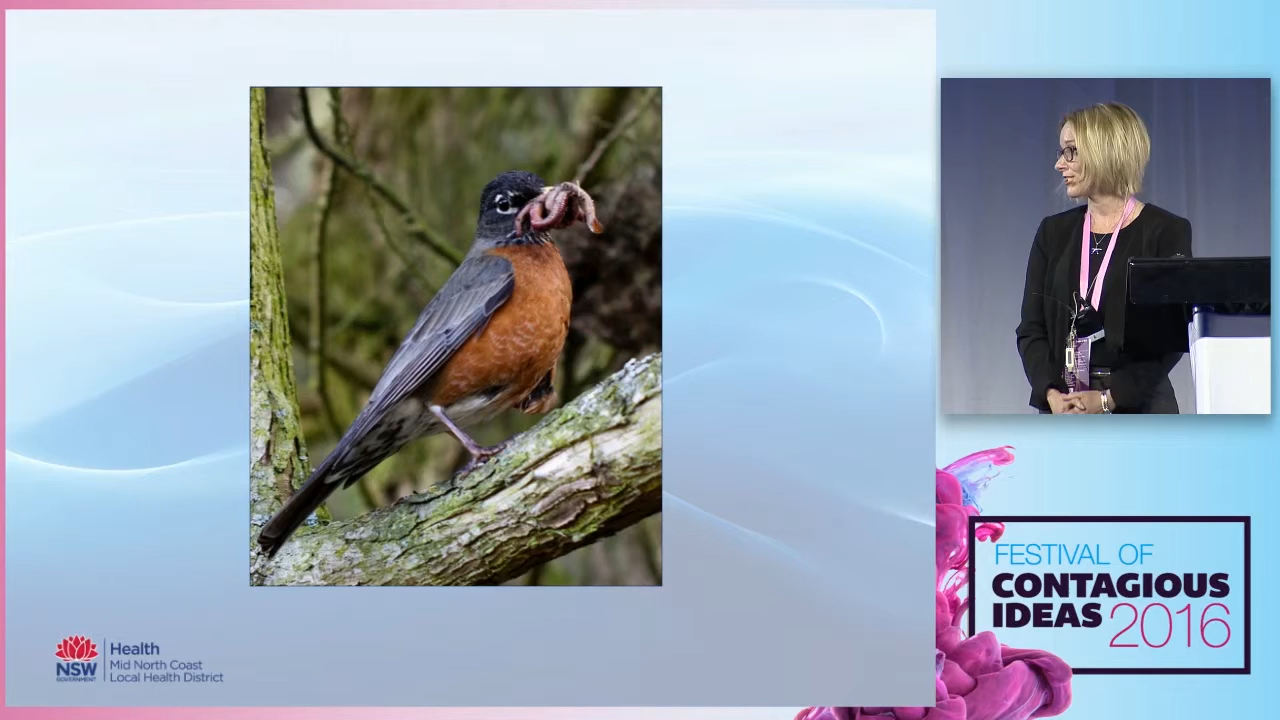 Health
Mid North Coast
Local Health District
NSW
GOVERNMENT
FESTIVAL OF
CONTAGIOUS
IDEAS 2016